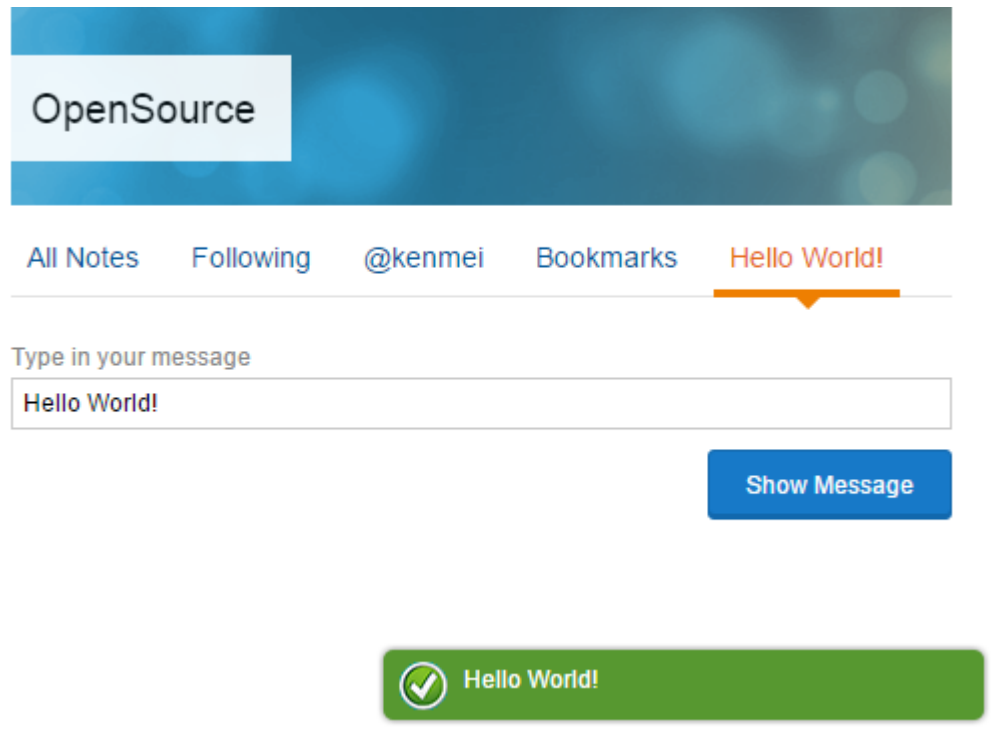 OpenSource
All Notes Following @kenmei Bookmarks Hello World!
Type in your message
Hello World!
Show Message
Hello World!